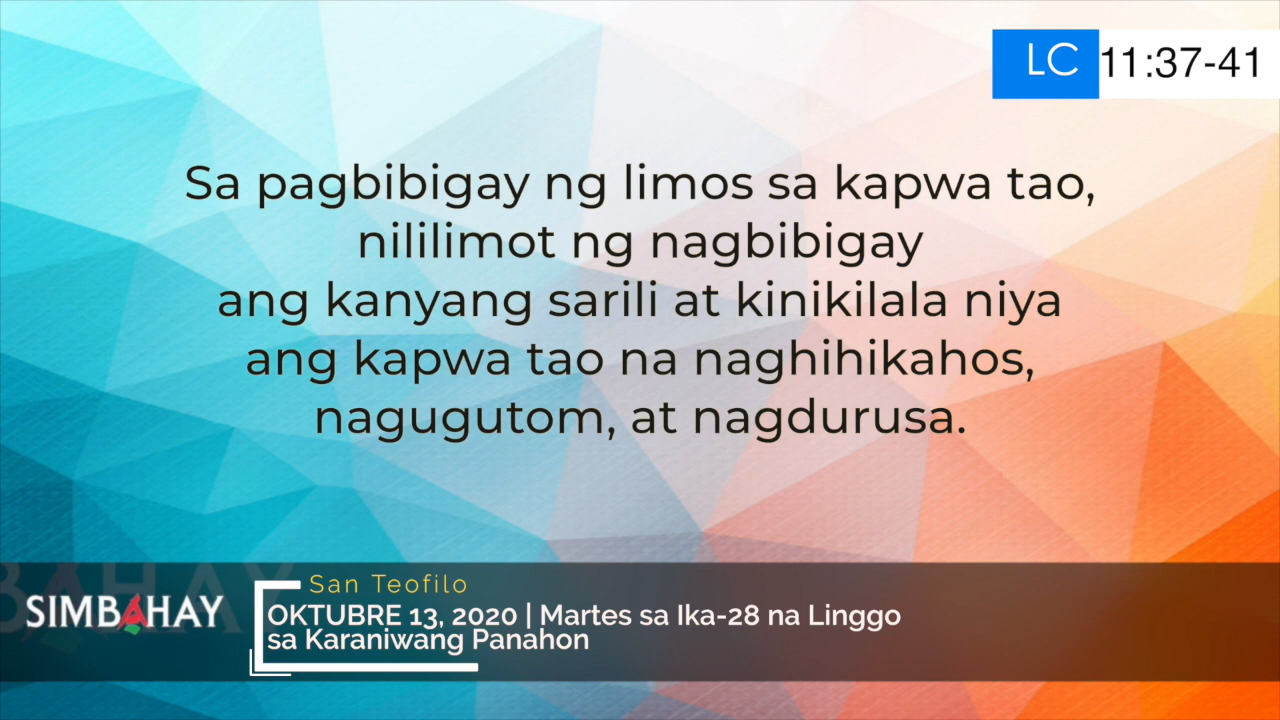 LC 11:37-41
Sa pagbibigay ng limos sa kapwa tao,
nililimot ng nagbibigay
ang kanyang sarili at kinikilala niya
ang kapwa tao na naghihikahos,
nagugutom, at nagdurusa.
San Teofilo
SIMBAHAY
OKTUBRE 13, 2020 | Martes sa Ika-28 na Linggo
sa Karaniwang Panahon